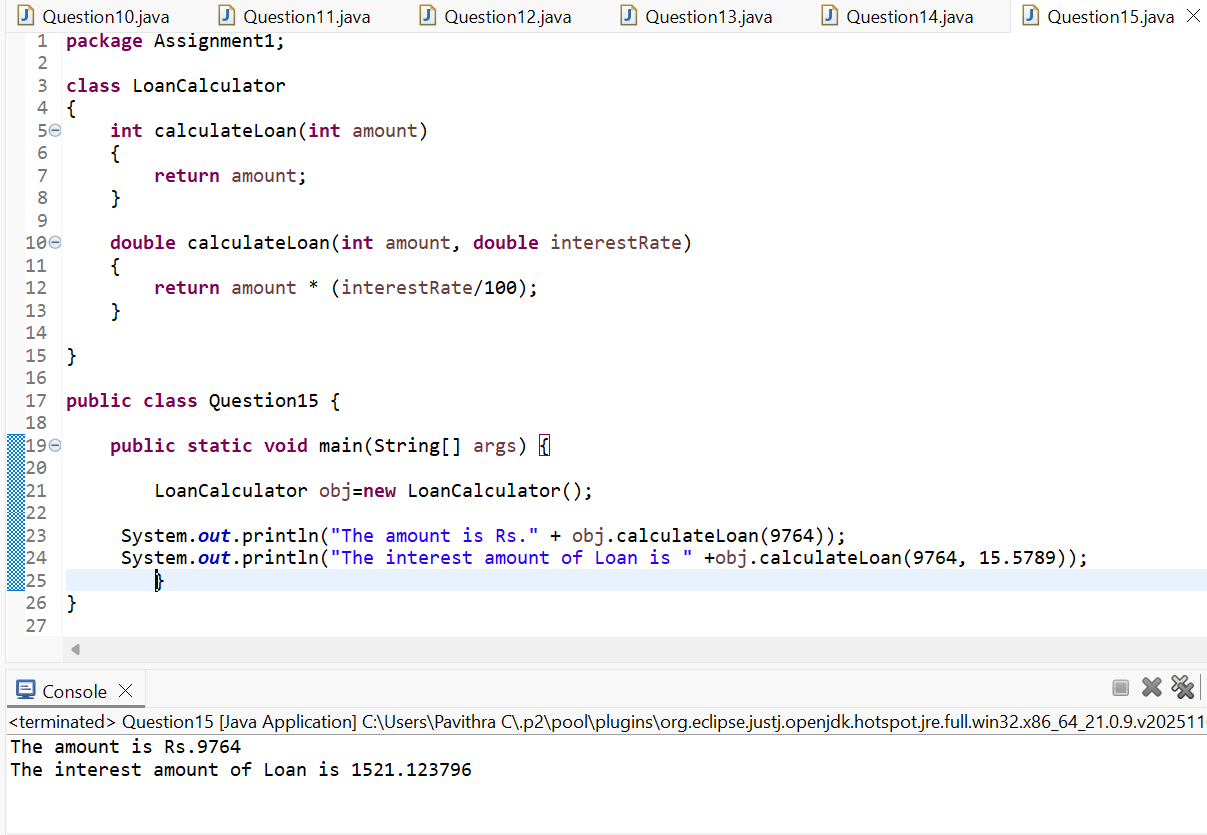 Question10.java Question11.java Question12.java Question13.java Question14.java Question15.java
1 package Assignment1;
2
3 class LoanCalculator
4 {
5 int calculateLoan(int amount)
6 {
7 return amount;
8 }
9
10 double calculateLoan(int amount, double interestRate)
11 {
12 return amount * (interestRate/100);
13 }
14
15 }
16
17 public class Question15 {
18
19 public static void main(String[] args) {
20
21 LoanCalculator obj=new LoanCalculator();
22
23 System.out.println("The amount is Rs." + obj.calculateLoan(9764));
24 System.out.println("The interest amount of Loan is " +obj.calculateLoan(9764, 15.5789));
25 }
26 }
27
Console
<terminated> Question15 [Java Application] C:\Users\Pavithra C\.p2\pool\plugins\org.eclipse.justj.openjdk.hotspot.jre.full.win32.x86_64_21.0.9.v202511
The amount is Rs.9764
The interest amount of Loan is 1521.123796